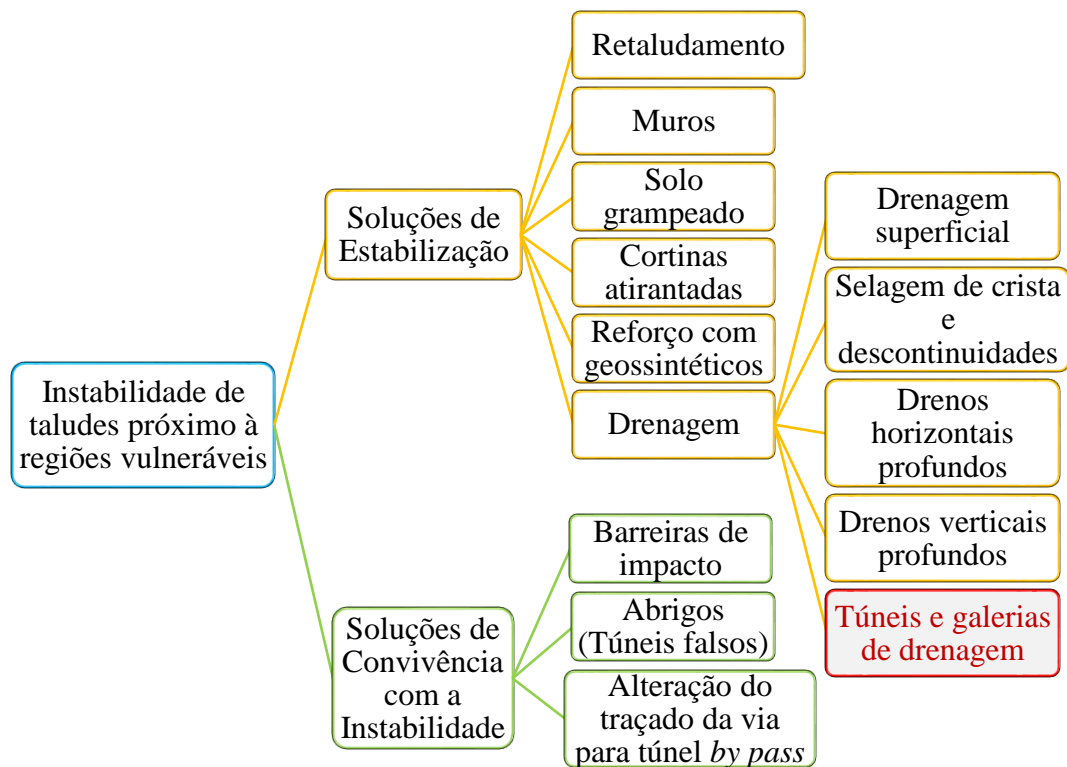 Instabilidade de
taludes próximo à
regiões vulneráveis
Soluções de
Estabilização
Retaludamento
Muros
Solo
grampeado
Cortinas
atirantadas
Reforço com
geossintéticos
Drenagem
Drenagem
superficial
Selagem de crista
e
descontinuidades
Drenos
horizontais
profundos
Drenos verticais
profundos
Túneis e galerias
de drenagem
Soluções de
Convivência
com a
Instabilidade
Barreiras de
impacto
Abrigos
(Túneis falsos)
Alteração do
traçado da via
para túnel by pass